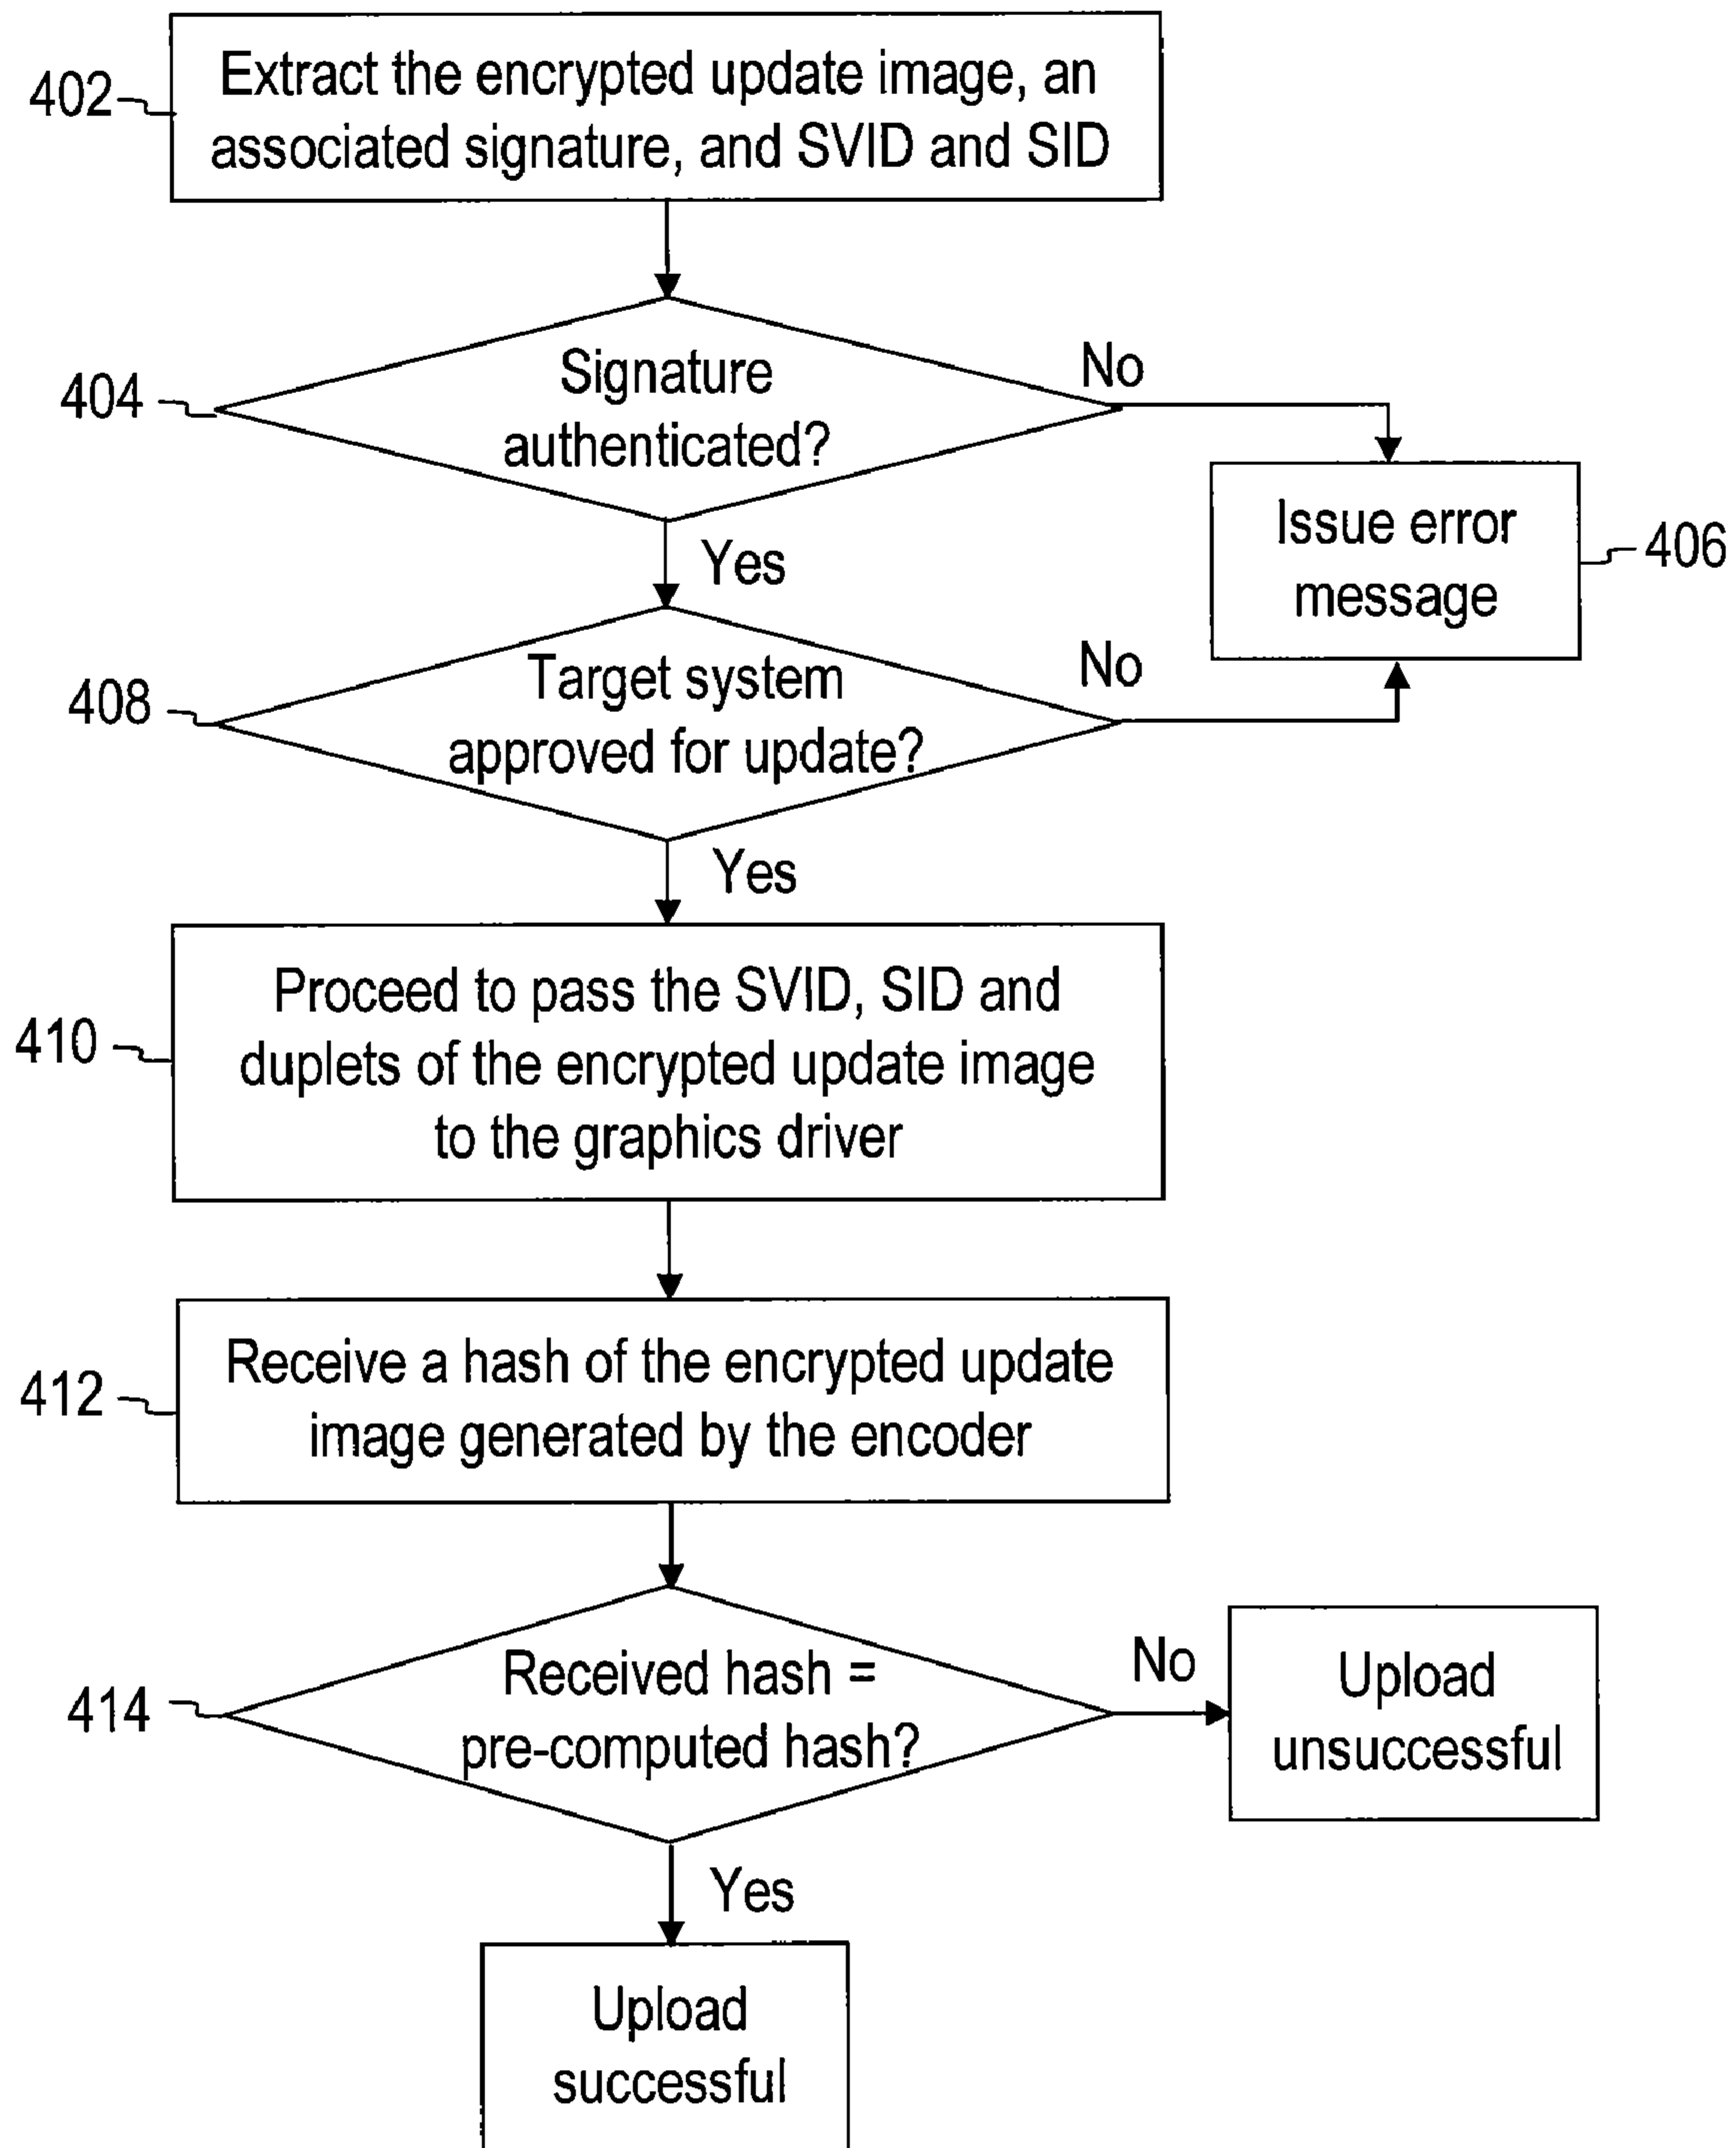 402
Extract the encrypted update image, an
associated signature, and SVID and SID
404
Signature
authenticated?
No
Issue error
message
406
Yes
408
Target system
approved for update?
No
Yes
410
Proceed to pass the SVID, SID and
duplets of the encrypted update image
to the graphics driver
412
Receive a hash of the encrypted update
image generated by the encoder
414
Received hash =
pre-computed hash?
No
Upload
unsuccessful
Yes
Upload
successful